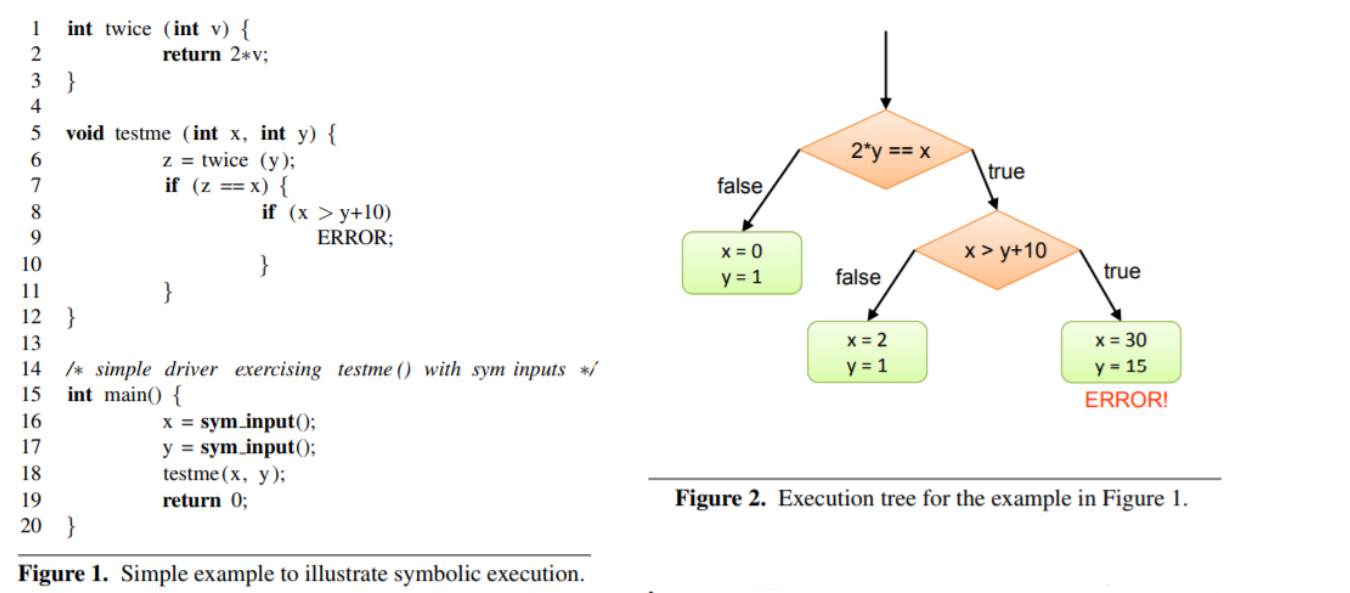 1 int twice (int v) {
2 return 2*v;
3 }
4
5 void testme (int x, int y) {
6 z = twice (y);
7 if (z == x) {
8 if (x > y+10)
9 ERROR;
10 }
11 }
12 }
13
14 /* simple driver exercising testme() with sym inputs */
15 int main() {
16 x = sym_input();
17 y = sym_input();
18 testme(x, y);
19 return 0;
20 }
Figure 1. Simple example to illustrate symbolic execution.
2*y == x
false
true
x = 0
y = 1
x > y+10
false
true
x = 2
y = 1
x = 30
y = 15
ERROR!
Figure 2. Execution tree for the example in Figure 1.